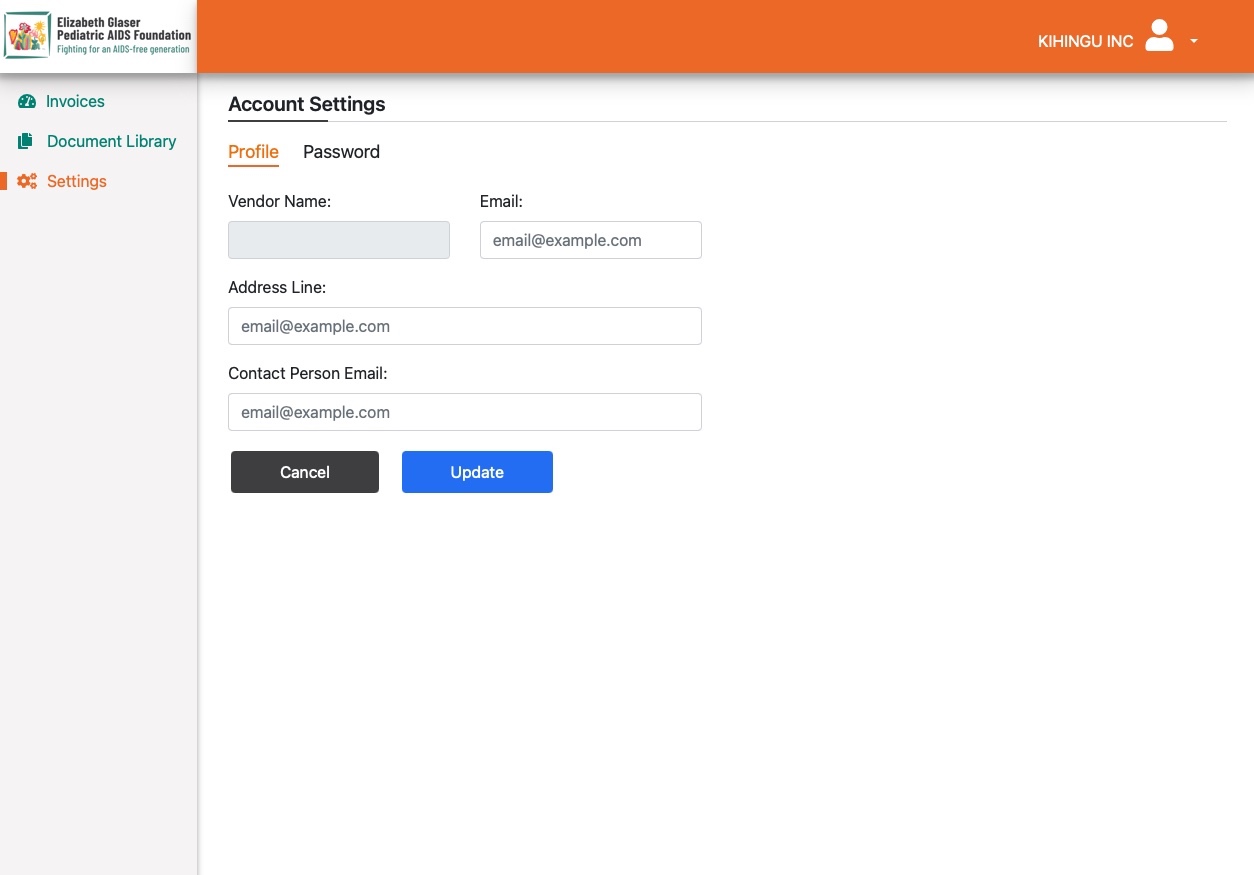 Elizabeth Glaser
Pediatric AIDS Foundation
Fighting for an AIDS-free generation
KIHINGU INC
Invoices
Document Library
Settings
Account Settings
Profile Password
Vendor Name: Email:
email@example.com
Address Line:
email@example.com
Contact Person Email:
email@example.com
Cancel Update